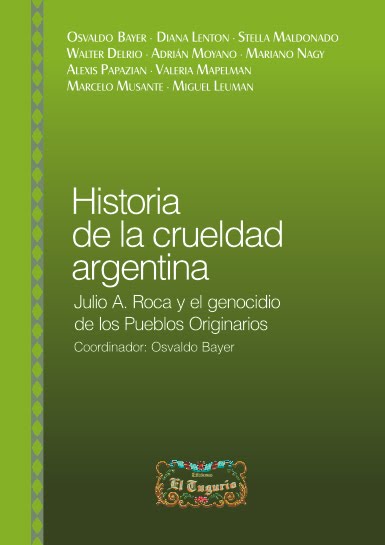 OSVALDO BAYER · DIANA LENTON · STELLA MALDONADO
WALTER DELRIO · ADRIÁN MOYANO · MARIANO NAGY
ALEXIS PAPAZIAN · VALERIA MAPELMAN
MARCELO MUSANTE · MIGUEL LEUMAN
Historia
de la crueldad
argentina
Julio A. Roca y el genocidio
de los Pueblos Originarios
Coordinador: Osvaldo Bayer
Ediciones
El Tugurio